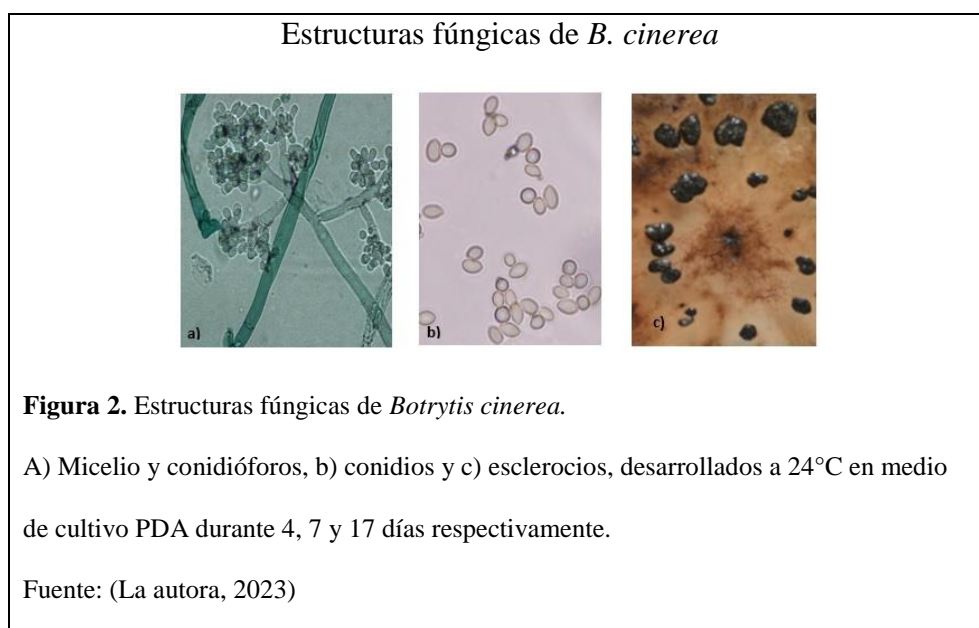 Estructuras fúngicas de B. cinerea
a) b) c)
Figura 2. Estructuras fúngicas de Botrytis cinerea.
A) Micelio y conidióforos, b) conidios y c) esclerocios, desarrollados a 24°C en medio
de cultivo PDA durante 4, 7 y 17 días respectivamente.
Fuente: (La autora, 2023)